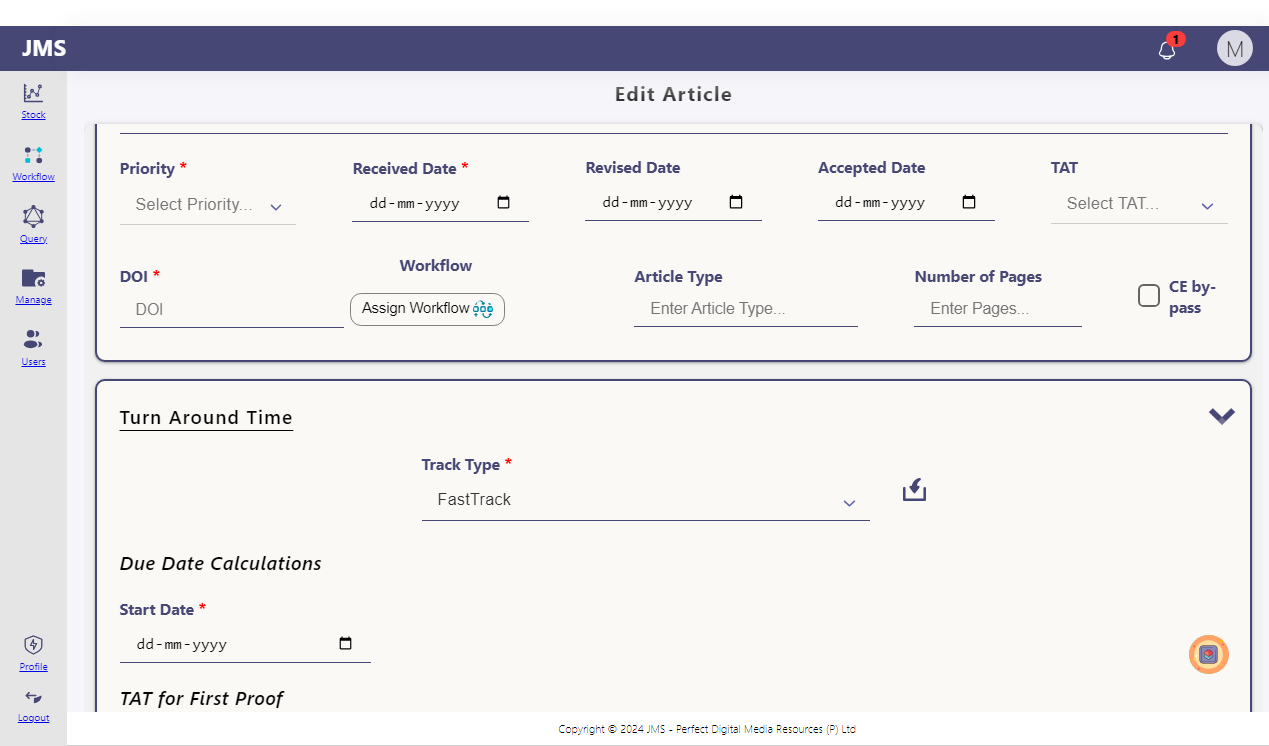 JMS
1
M
Edit Article
Stock
Workflow
Query
Manage
Users
Profile
Logout
Priority * Received Date * Revised Date Accepted Date TAT
Select Priority... dd-mm-yyyy dd-mm-yyyy dd-mm-yyyy Select TAT...
DOI * Workflow Article Type Number of Pages CE by-
pass
DOI Assign Workflow Enter Article Type... Enter Pages...
Turn Around Time
Track Type *
FastTrack
Due Date Calculations
Start Date *
dd-mm-yyyy
TAT for First Proof
Copyright © 2024 JMS - Perfect Digital Media Resources (P) Ltd